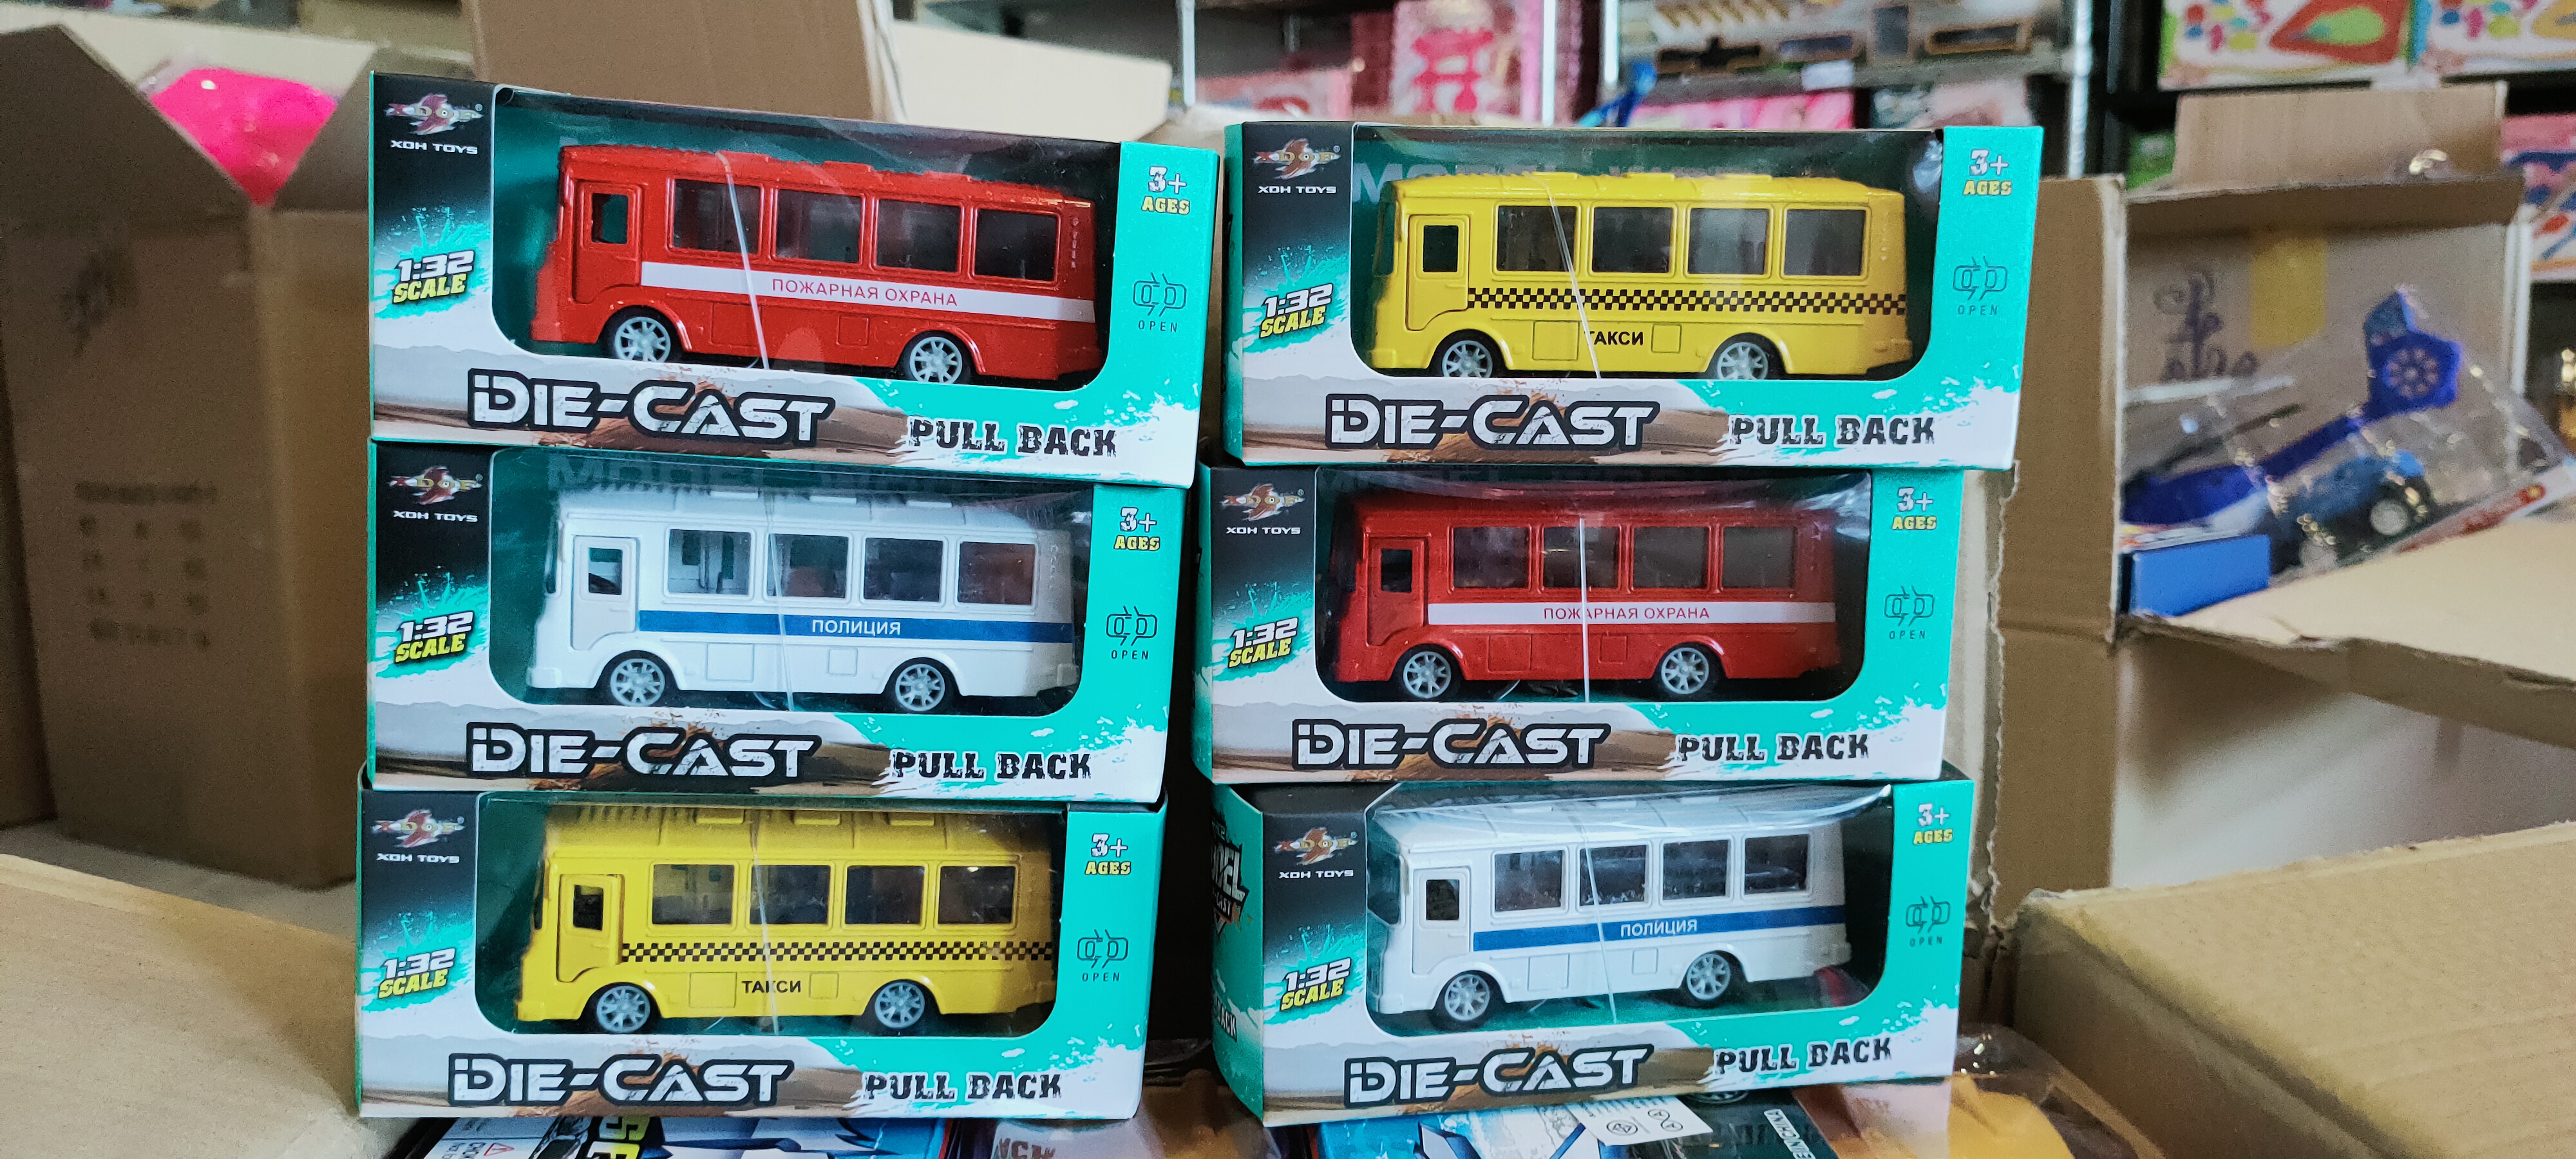 XDH TOYS
3+
AGES
1:32
SCALE
ПОЖАРНАЯ ОХРАНА
OPEN
DIE-CAST
PULL BACK
XDH TOYS
3+
AGES
1:32
SCALE
ТАКСИ
OPEN
DIE-CAST
PULL BACK
XDH TOYS
3+
AGES
1:32
SCALE
ПОЛИЦИЯ
OPEN
DIE-CAST
PULL BACK
XDH TOYS
3+
AGES
1:32
SCALE
ПОЖАРНАЯ ОХРАНА
OPEN
DIE-CAST
PULL BACK
XDH TOYS
3+
AGES
1:32
SCALE
ТАКСИ
OPEN
DIE-CAST
PULL BACK
XDH TOYS
3+
AGES
1:32
SCALE
ПОЛИЦИЯ
OPEN
DIE-CAST
PULL BACK